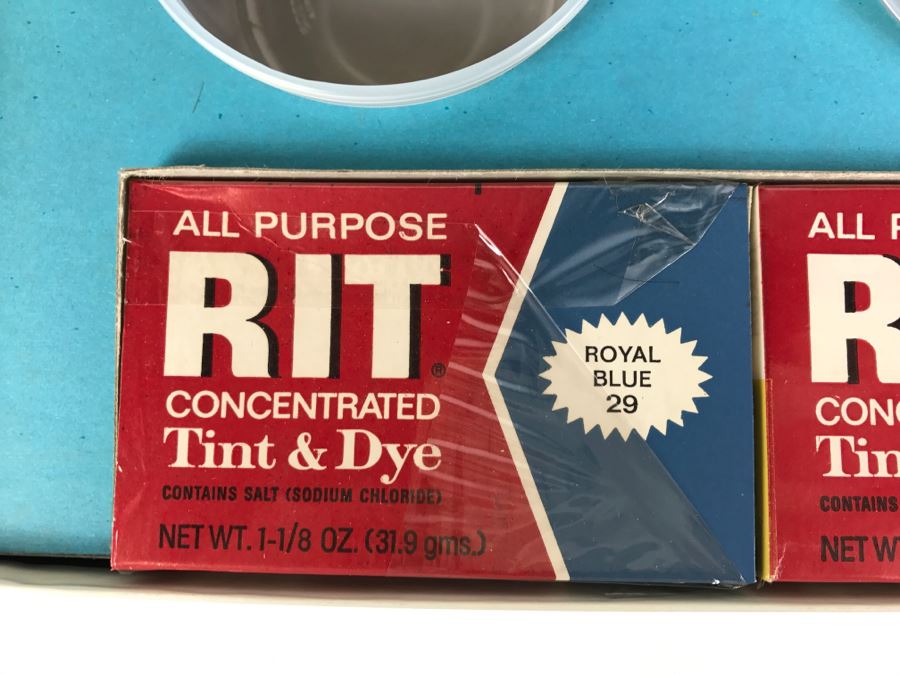 ALL PURPOSE
RIT®
CONCENTRATED
Tint & Dye
CONTAINS SALT (SODIUM CHLORIDE)
NET WT. 1-1/8 OZ. (31.9 gms.)
ROYAL
BLUE
29
ALL
R
CON
Tin
CONTAINS
NET W